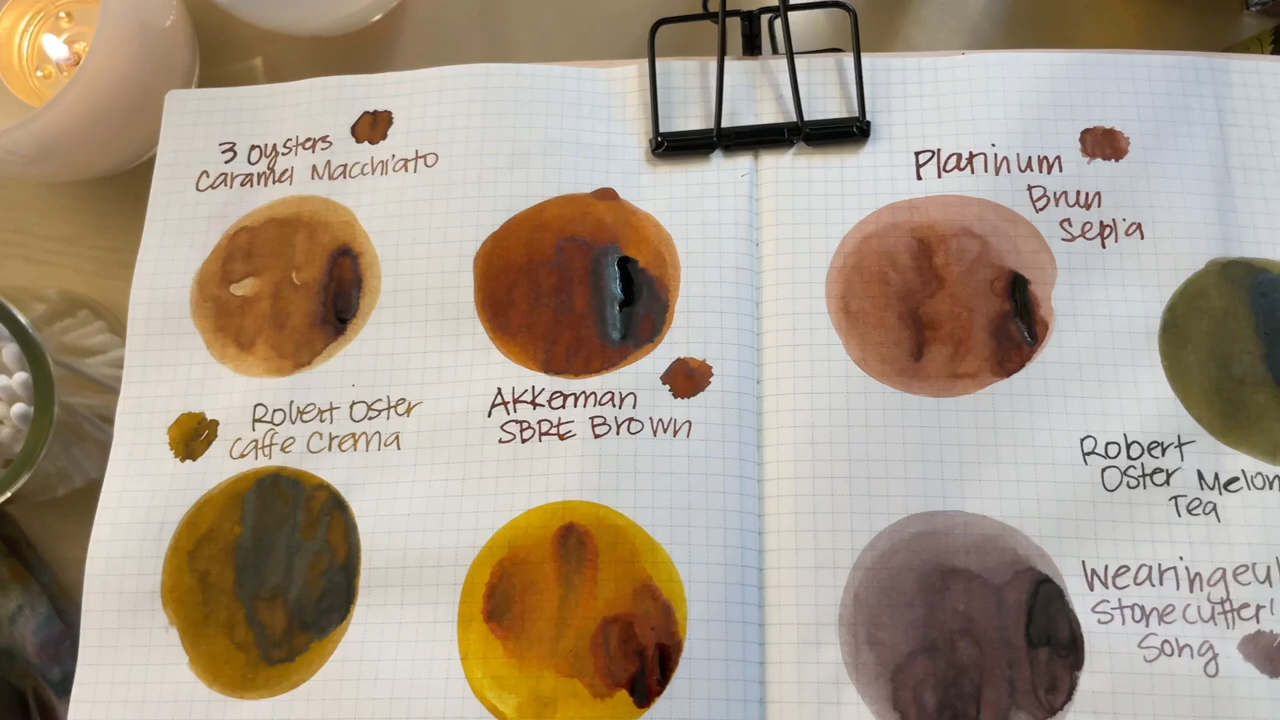 3 Oysters
Caramel Macchiato
Platinum
Brun
Sepia
Robert Oster
Caffe Crema
Akkerman
SBRE Brown
Robert
Oster Melon
Tea
Stonecutter'
Song